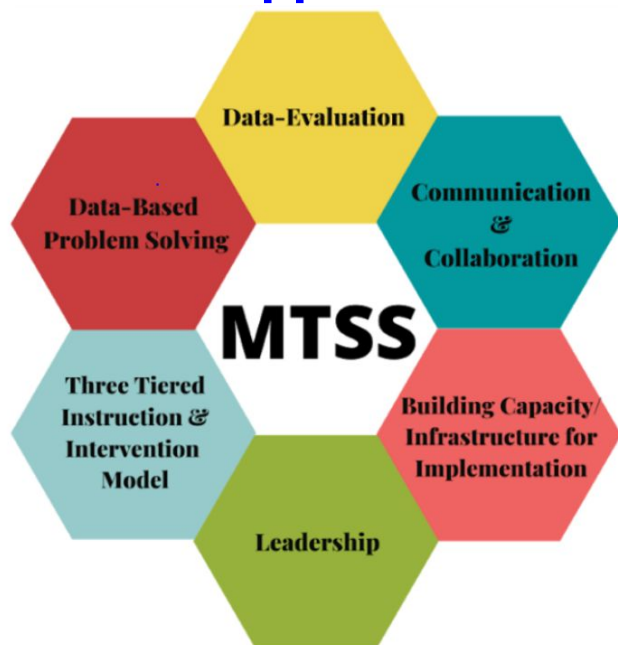 Data-Evaluation
Communication
&
Collaboration
Data-Based
Problem Solving
MTSS
Three Tiered
Instruction &
Intervention
Model
Building Capacity/
Infrastructure for
Implementation
Leadership